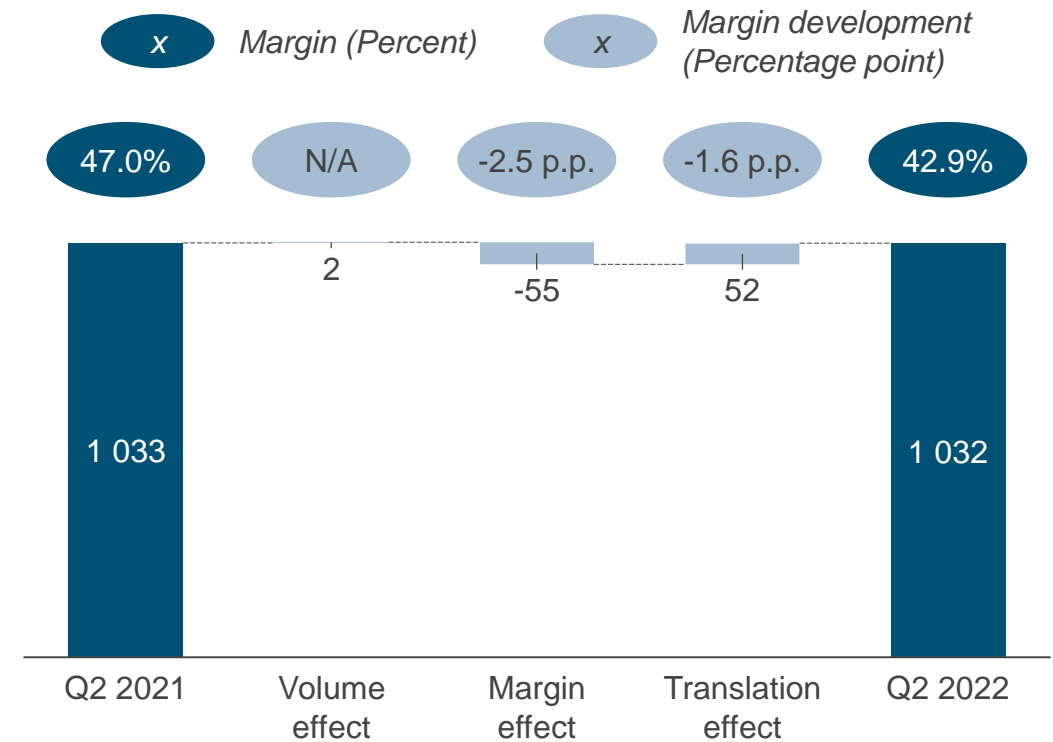 x Margin (Percent)
x Margin development
(Percentage point)
47.0% N/A -2.5 p.p. -1.6 p.p. 42.9%
2
-55 52
1 033 1 032
Q2 2021 Volume Margin Translation Q2 2022
effect effect effect